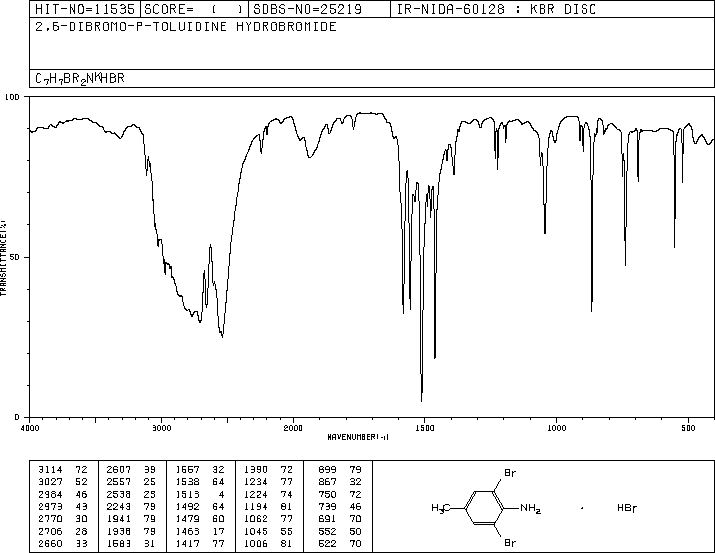 HIT-NO=11535 SCORE= ( ) SDBS-NO=25219 IR-NIDA-60128 : KBR DISC
2,6-DIBROMO-P-TOLUIDINE HYDROBROMIDE
C7H7BR2N*HBR
100
50
0
TRANSMITTANCE(%)
4000 3000 2000 1500 1000 500
WAVENUMBER(-1)
3114 72 2607 39 1557 32 1390 72 899 79
3027 52 2557 25 1538 64 1234 77 867 32
2984 46 2538 25 1513 4 1224 74 750 72
2973 43 2243 79 1492 64 1194 81 739 46
2770 30 1941 79 1479 60 1062 77 691 70
2706 28 1938 79 1463 17 1045 55 552 50
2660 33 1583 31 1417 77 1006 81 522 70
Br
H3C NH2 · HBr
Br